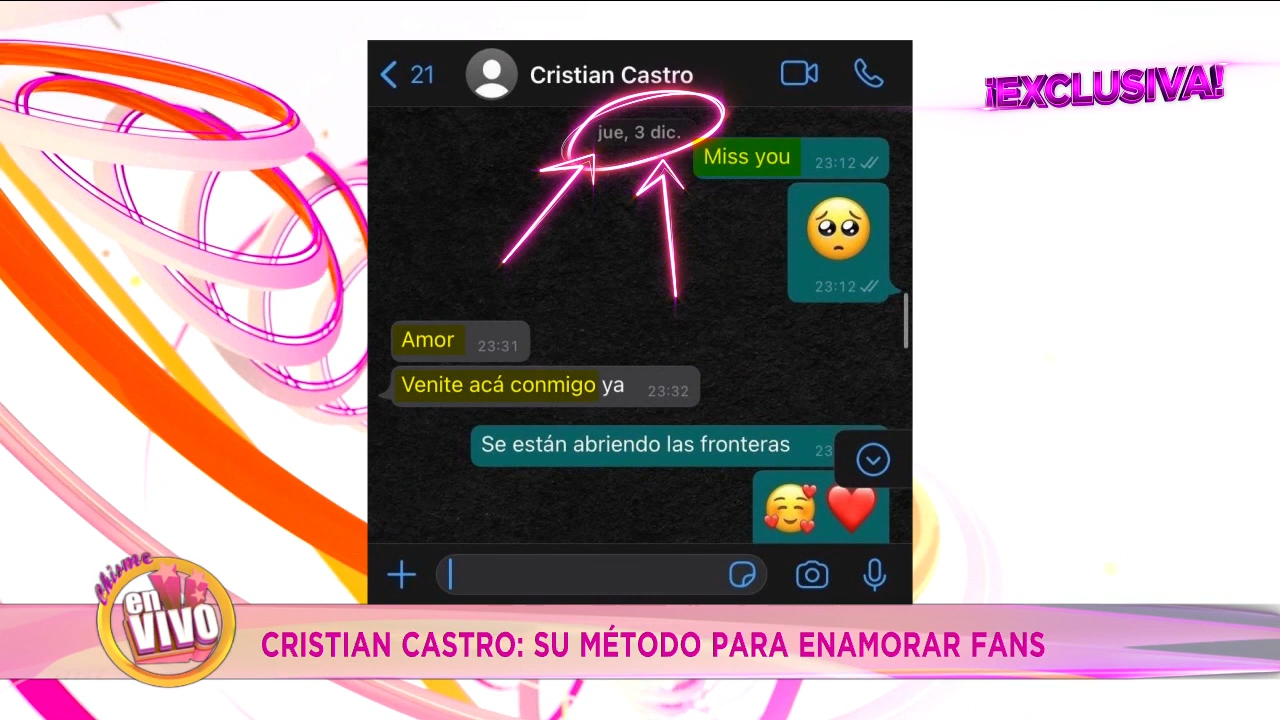 21
Cristian Castro
¡EXCLUSIVA!
jue, 3 dic.
Miss you 23:12
23:12
Amor 23:31
Venite acá conmigo ya 23:32
Se están abriendo las fronteras 23
chisme
en
VIVO
CRISTIAN CASTRO: SU MÉTODO PARA ENAMORAR FANS